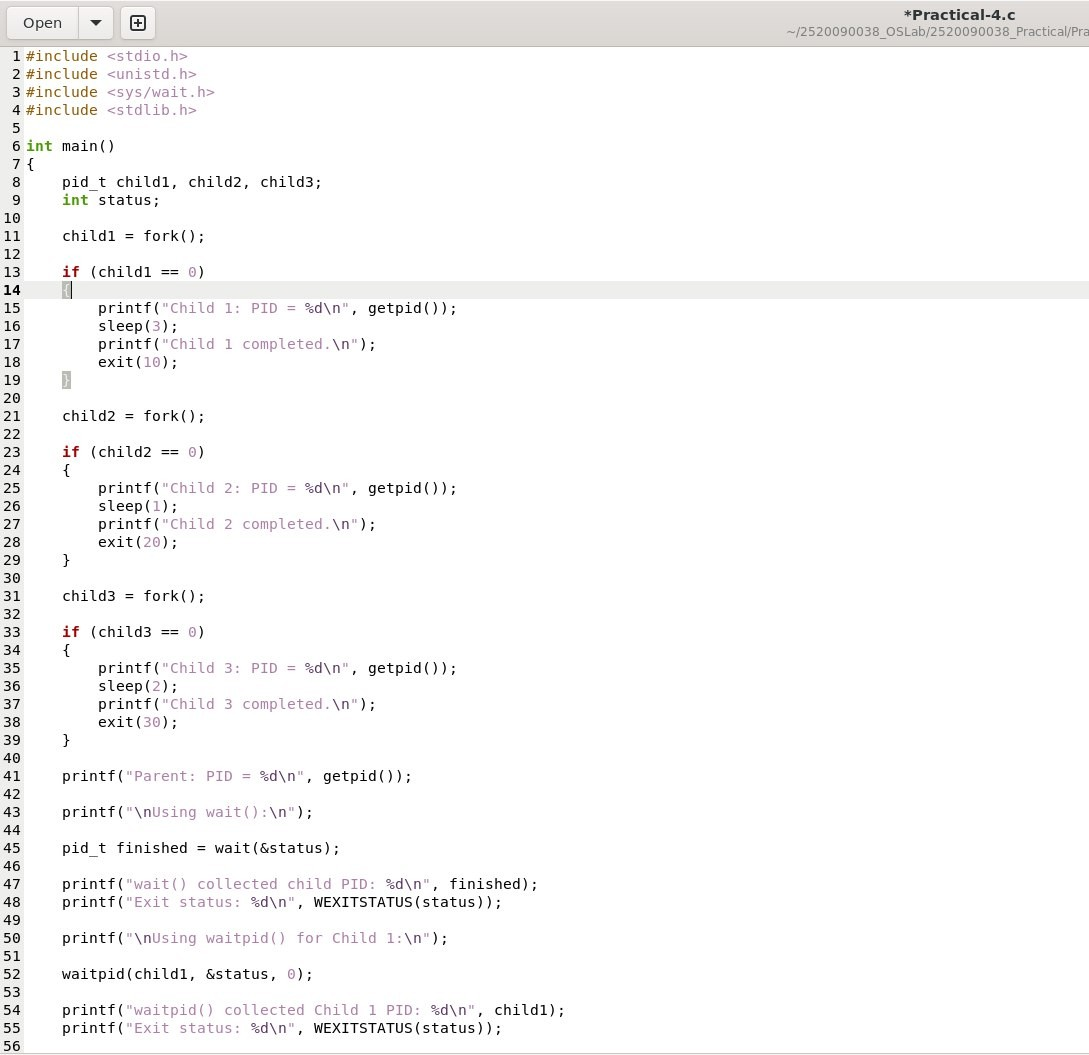 Open
*Practical-4.c
~/2520090038_OSLab/2520090038_Practical/Pra
1 #include <stdio.h>
2 #include <unistd.h>
3 #include <sys/wait.h>
4 #include <stdlib.h>
5
6 int main()
7 {
8     pid_t child1, child2, child3;
9     int status;
10
11     child1 = fork();
12
13     if (child1 == 0)
14     {
15         printf("Child 1: PID = %d\n", getpid());
16         sleep(3);
17         printf("Child 1 completed.\n");
18         exit(10);
19     }
20
21     child2 = fork();
22
23     if (child2 == 0)
24     {
25         printf("Child 2: PID = %d\n", getpid());
26         sleep(1);
27         printf("Child 2 completed.\n");
28         exit(20);
29     }
30
31     child3 = fork();
32
33     if (child3 == 0)
34     {
35         printf("Child 3: PID = %d\n", getpid());
36         sleep(2);
37         printf("Child 3 completed.\n");
38         exit(30);
39     }
40
41     printf("Parent: PID = %d\n", getpid());
42
43     printf("\nUsing wait():\n");
44
45     pid_t finished = wait(&status);
46
47     printf("wait() collected child PID: %d\n", finished);
48     printf("Exit status: %d\n", WEXITSTATUS(status));
49
50     printf("\nUsing waitpid() for Child 1:\n");
51
52     waitpid(child1, &status, 0);
53
54     printf("waitpid() collected Child 1 PID: %d\n", child1);
55     printf("Exit status: %d\n", WEXITSTATUS(status));
56